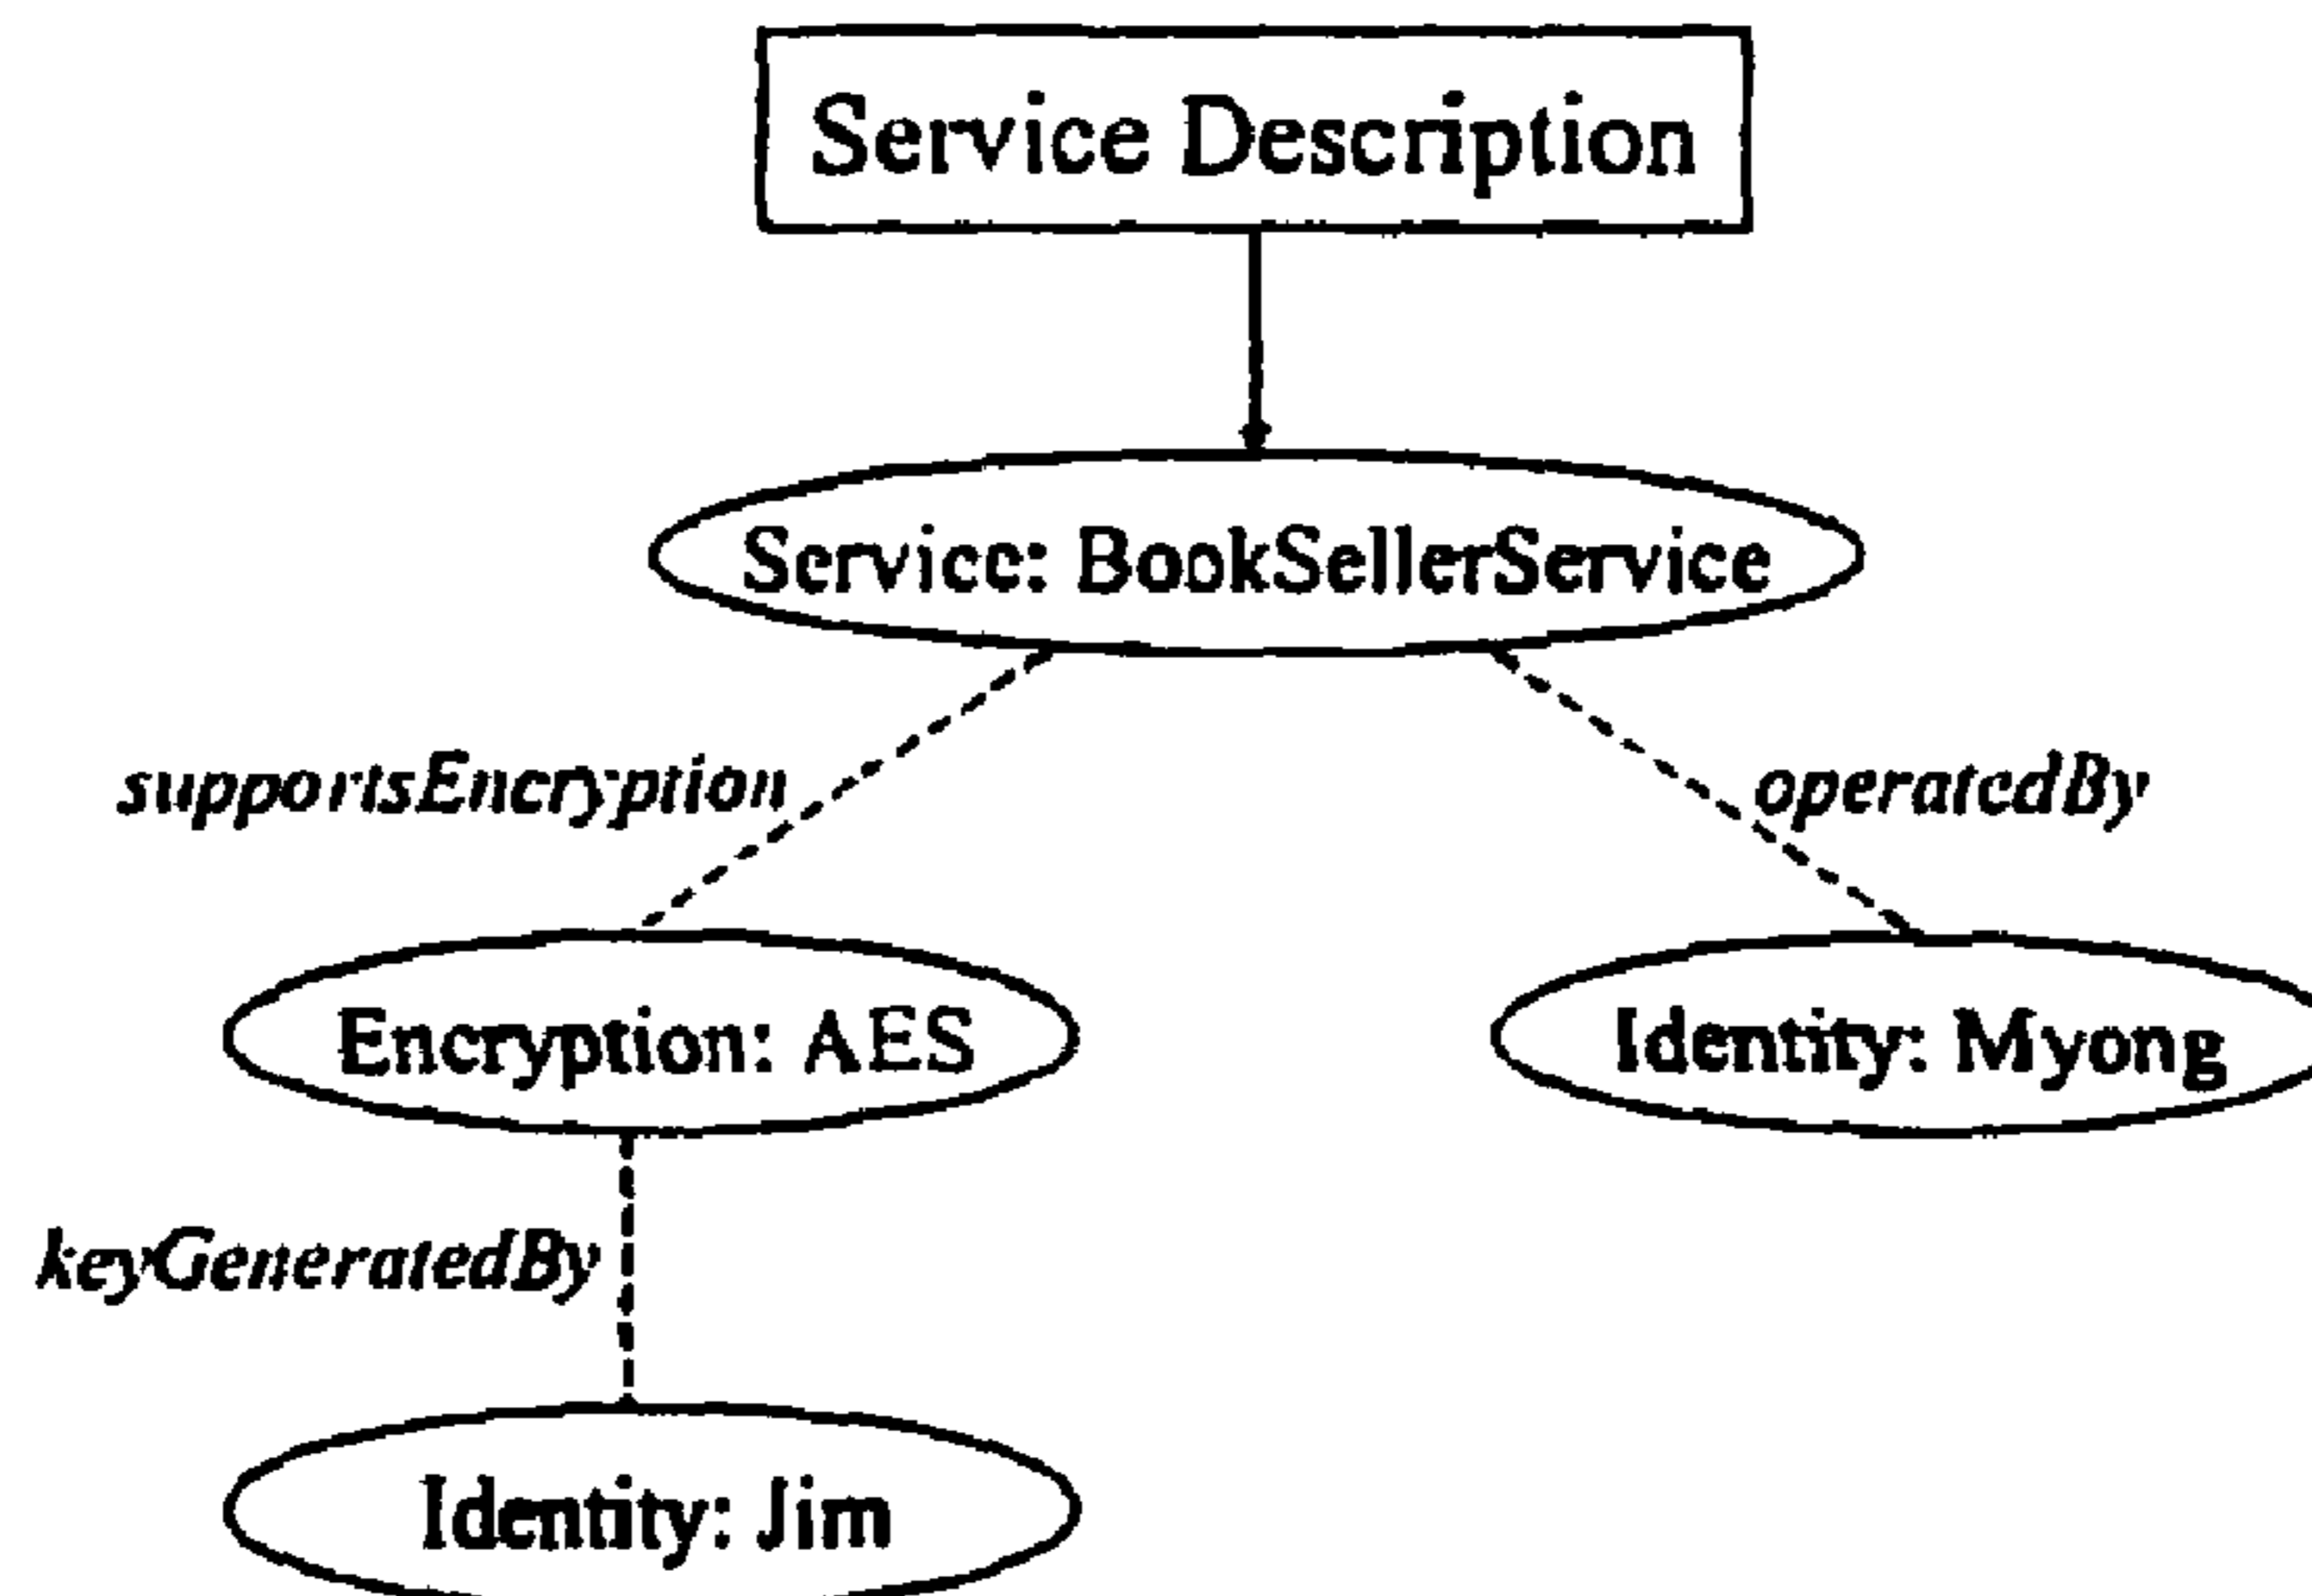 Service Description
Service: BookSellerService
supportsEncryption
operatedBy
Encryption: AES
Identity: Myong
keyGeneratedBy
Identity: Jim